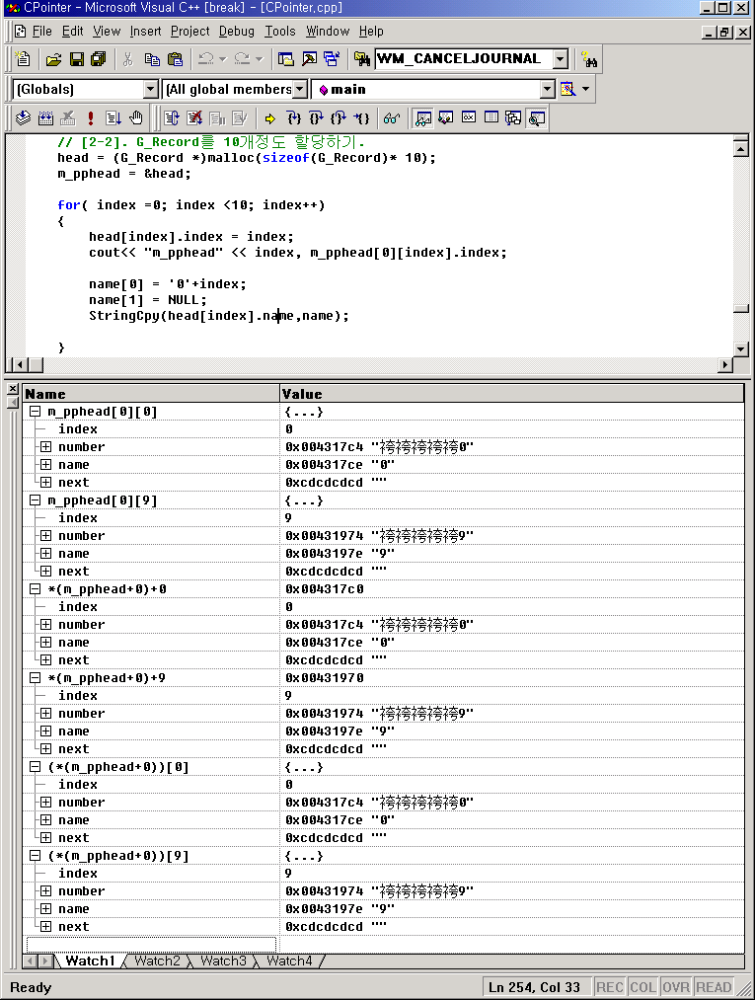 CPointer - Microsoft Visual C++ [break] - [CPointer.cpp]
File Edit View Insert Project Debug Tools Window Help
WM_CANCELJOURNAL
(Globals) (All global members main
// [2-2]. G_Record를 10개정도 할당하기.
head = (G_Record *)malloc(sizeof(G_Record)* 10);
m_pphead = &head;
for( index =0; index <10; index++)
{
head[index].index = index;
cout<< "m_pphead" << index, m_pphead[0][index].index;
name[0] = '0'+index;
name[1] = NULL;
StringCpy(head[index].name,name);
}
Name Value
m_pphead[0][0] {...}
index 0
number 0x004317c4 "袴袴袴袴袴0"
name 0x004317ce "0"
next 0xcdcdcdcd ""
m_pphead[0][9] {...}
index 9
number 0x00431974 "袴袴袴袴袴9"
name 0x0043197e "9"
next 0xcdcdcdcd ""
*(m_pphead+0)+0 0x004317c0
index 0
number 0x004317c4 "袴袴袴袴袴0"
name 0x004317ce "0"
next 0xcdcdcdcd ""
*(m_pphead+0)+9 0x00431970
index 9
number 0x00431974 "袴袴袴袴袴9"
name 0x0043197e "9"
next 0xcdcdcdcd ""
(*(m_pphead+0))[0] {...}
index 0
number 0x004317c4 "袴袴袴袴袴0"
name 0x004317ce "0"
next 0xcdcdcdcd ""
(*(m_pphead+0))[9] {...}
index 9
number 0x00431974 "袴袴袴袴袴9"
name 0x0043197e "9"
next 0xcdcdcdcd ""
Watch1 Watch2 Watch3 Watch4
Ready Ln 254, Col 33 REC COL OVR READ